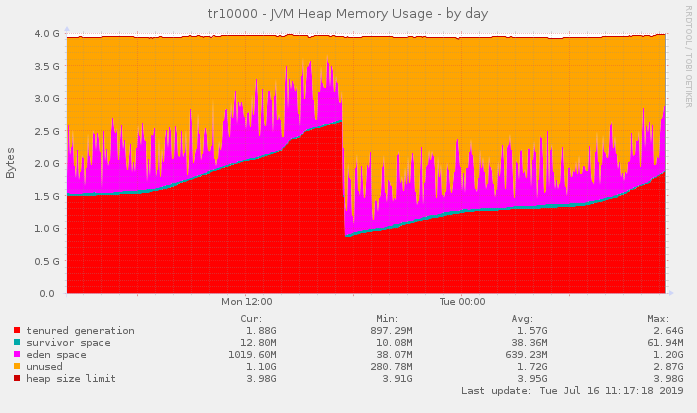 tr10000 - JVM Heap Memory Usage - by day
RRDTOOL / TOBI OETIKER
Bytes
4.0 G
3.5 G
3.0 G
2.5 G
2.0 G
1.5 G
1.0 G
0.5 G
0.0
Mon 12:00 Tue 00:00
Cur: Min: Avg: Max:
tenured generation 1.88G 897.29M 1.57G 2.64G
survivor space 12.80M 10.08M 38.36M 61.94M
eden space 1019.60M 38.07M 639.23M 1.20G
unused 1.10G 280.78M 1.72G 2.87G
heap size limit 3.98G 3.91G 3.95G 3.98G
Last update: Tue Jul 16 11:17:18 2019